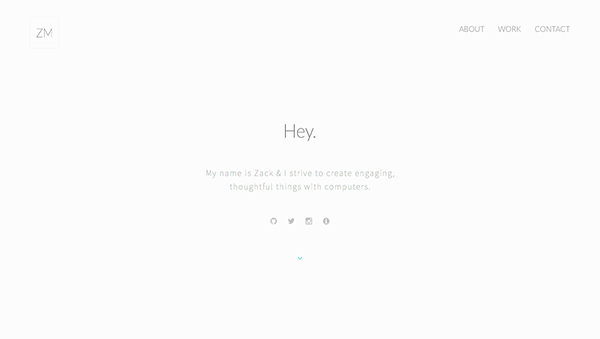 ZM
ABOUT WORK CONTACT
Hey.
My name is Zack & I strive to create engaging,
thoughtful things with computers.